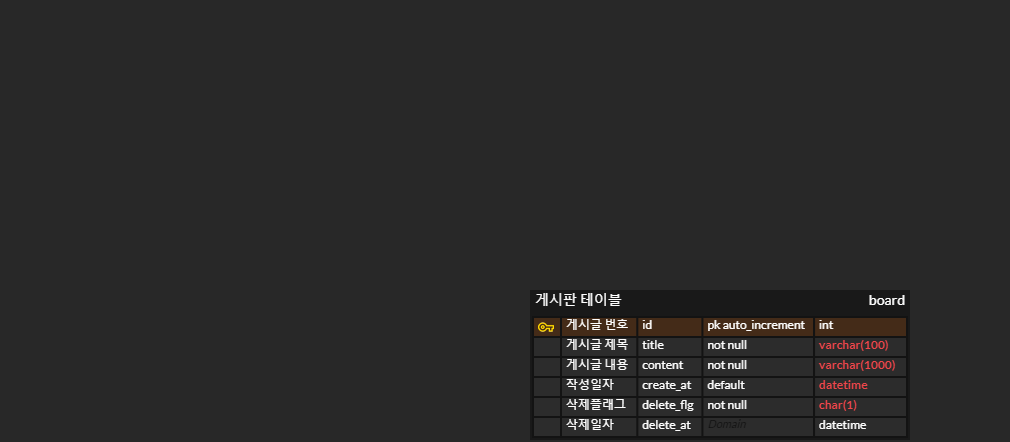 게시판 테이블 board
게시글 번호 id pk auto_increment int
게시글 제목 title not null varchar(100)
게시글 내용 content not null varchar(1000)
작성일자 create_at default datetime
삭제플래그 delete_flg not null char(1)
삭제일자 delete_at Domain datetime